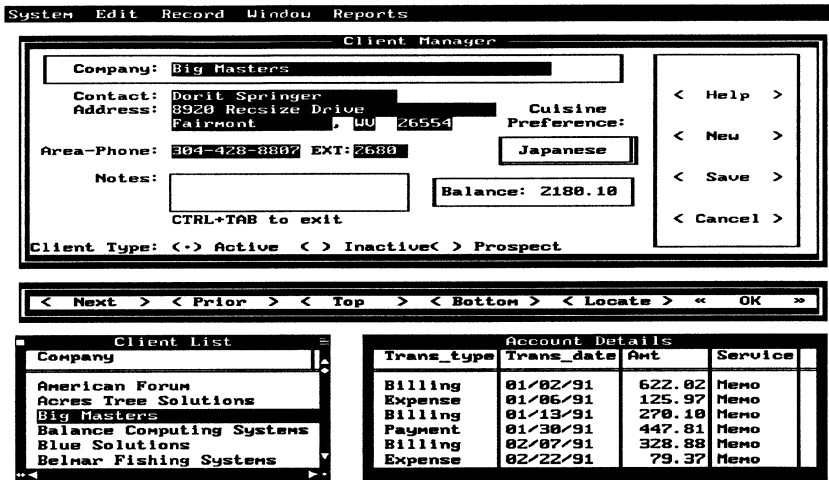 System Edit Record Window Reports
Client Manager
Company: Big Masters
Contact: Dorit Springer
Address: 8920 Recsize Drive
Fairmont , WV 26554
Cuisine
Preference:
Japanese
Area-Phone: 304-428-8807 EXT:2680
Notes:
CTRL+TAB to exit
Balance: 2180.10
Client Type: (·) Active ( ) Inactive( ) Prospect
< Help >
< New >
< Save >
< Cancel >
< Next > < Prior > < Top > < Bottom > < Locate > « OK »
Client List
Company
American Forum
Acres Tree Solutions
Big Masters
Balance Computing Systems
Blue Solutions
Belmar Fishing Systems
Account Details
Trans_type Trans_date Amt Service
Billing 01/02/91 622.02 Memo
Expense 01/06/91 125.97 Memo
Billing 01/13/91 270.10 Memo
Payment 01/30/91 447.81 Memo
Billing 02/07/91 328.88 Memo
Expense 02/22/91 79.37 Memo